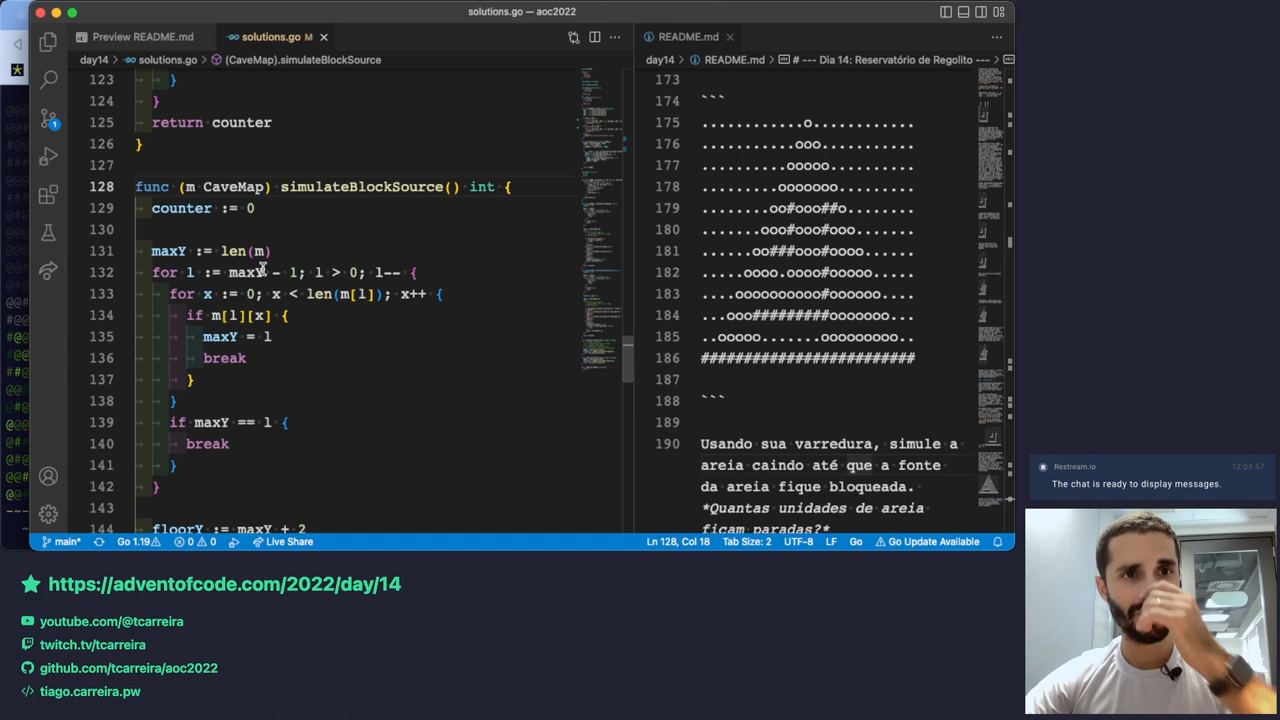 solutions.go — aoc2022
Preview README.md
solutions.go M
README.md
day14 > solutions.go > (CaveMap).simulateBlockSource
day14 > README.md > # --- Dia 14: Reservatório de Regolito ---
123 }
124 }
125 return counter
126 }
127
128 func (m CaveMap) simulateBlockSource() int {
129 counter := 0
130
131 maxY := len(m)
132 for l := maxY - 1; l > 0; l-- {
133 for x := 0; x < len(m[l]); x++ {
134 if m[l][x] {
135 maxY = l
136 break
137 }
138 }
139 if maxY == l {
140 break
141 }
142 }
143
144 floorY := maxY + 2
173
174 ```
175 ............o............
176 ...........ooo...........
177 ..........ooooo..........
178 .........ooooooo.........
179 ........oo#ooo##o........
180 .......ooo#ooo#ooo.......
181 ......oo###ooo#oooo......
182 .....oooo.oooo#ooooo.....
183 ....oooooooooo#oooooo....
184 ...ooo#########ooooooo...
185 ..ooooo.......ooooooooo..
186 #########################
187
188 ```
189
190 Usando sua varredura, simule a
areia caindo até que a fonte
da areia fique bloqueada.
*Quantas unidades de areia
ficam paradas?*
main* Go 1.19 0 0 Live Share Ln 128, Col 18 Tab Size: 2 UTF-8 LF Go Go Update Available
Restream.io 12:03:57
The chat is ready to display messages.
https://adventofcode.com/2022/day/14
youtube.com/@tcarreira
twitch.tv/tcarreira
github.com/tcarreira/aoc2022
tiago.carreira.pw